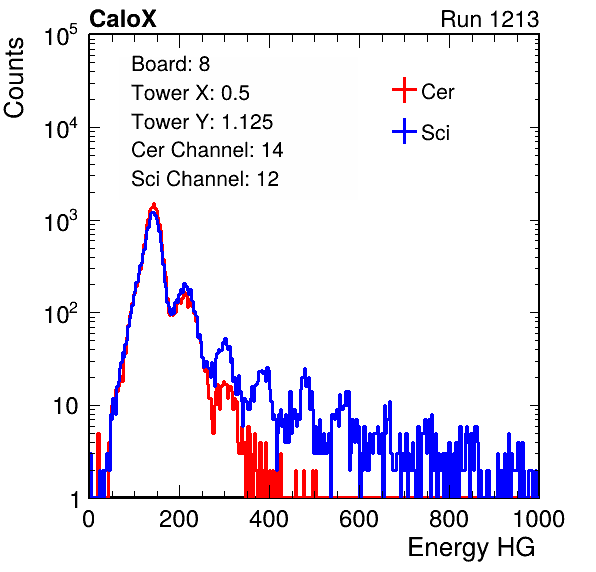 CaloX Run 1213
Counts
10^5
10^4
10^3
10^2
10
1
Board: 8
Tower X: 0.5
Tower Y: 1.125
Cer Channel: 14
Sci Channel: 12
Cer
Sci
0 200 400 600 800 1000
Energy HG